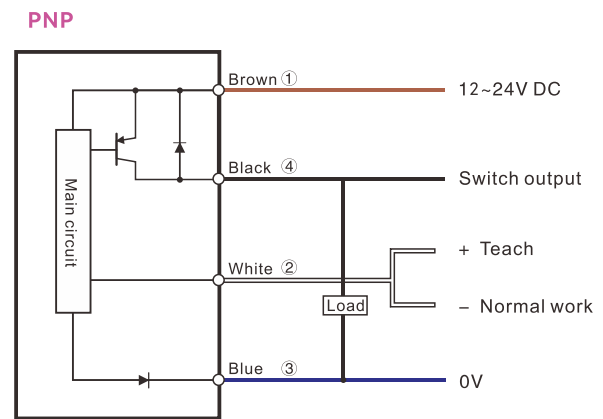 PNP
Brown ① 12~24V DC
Black ④ Switch output
Main circuit
+ Teach
White ②
Load
– Normal work
Blue ③ 0V